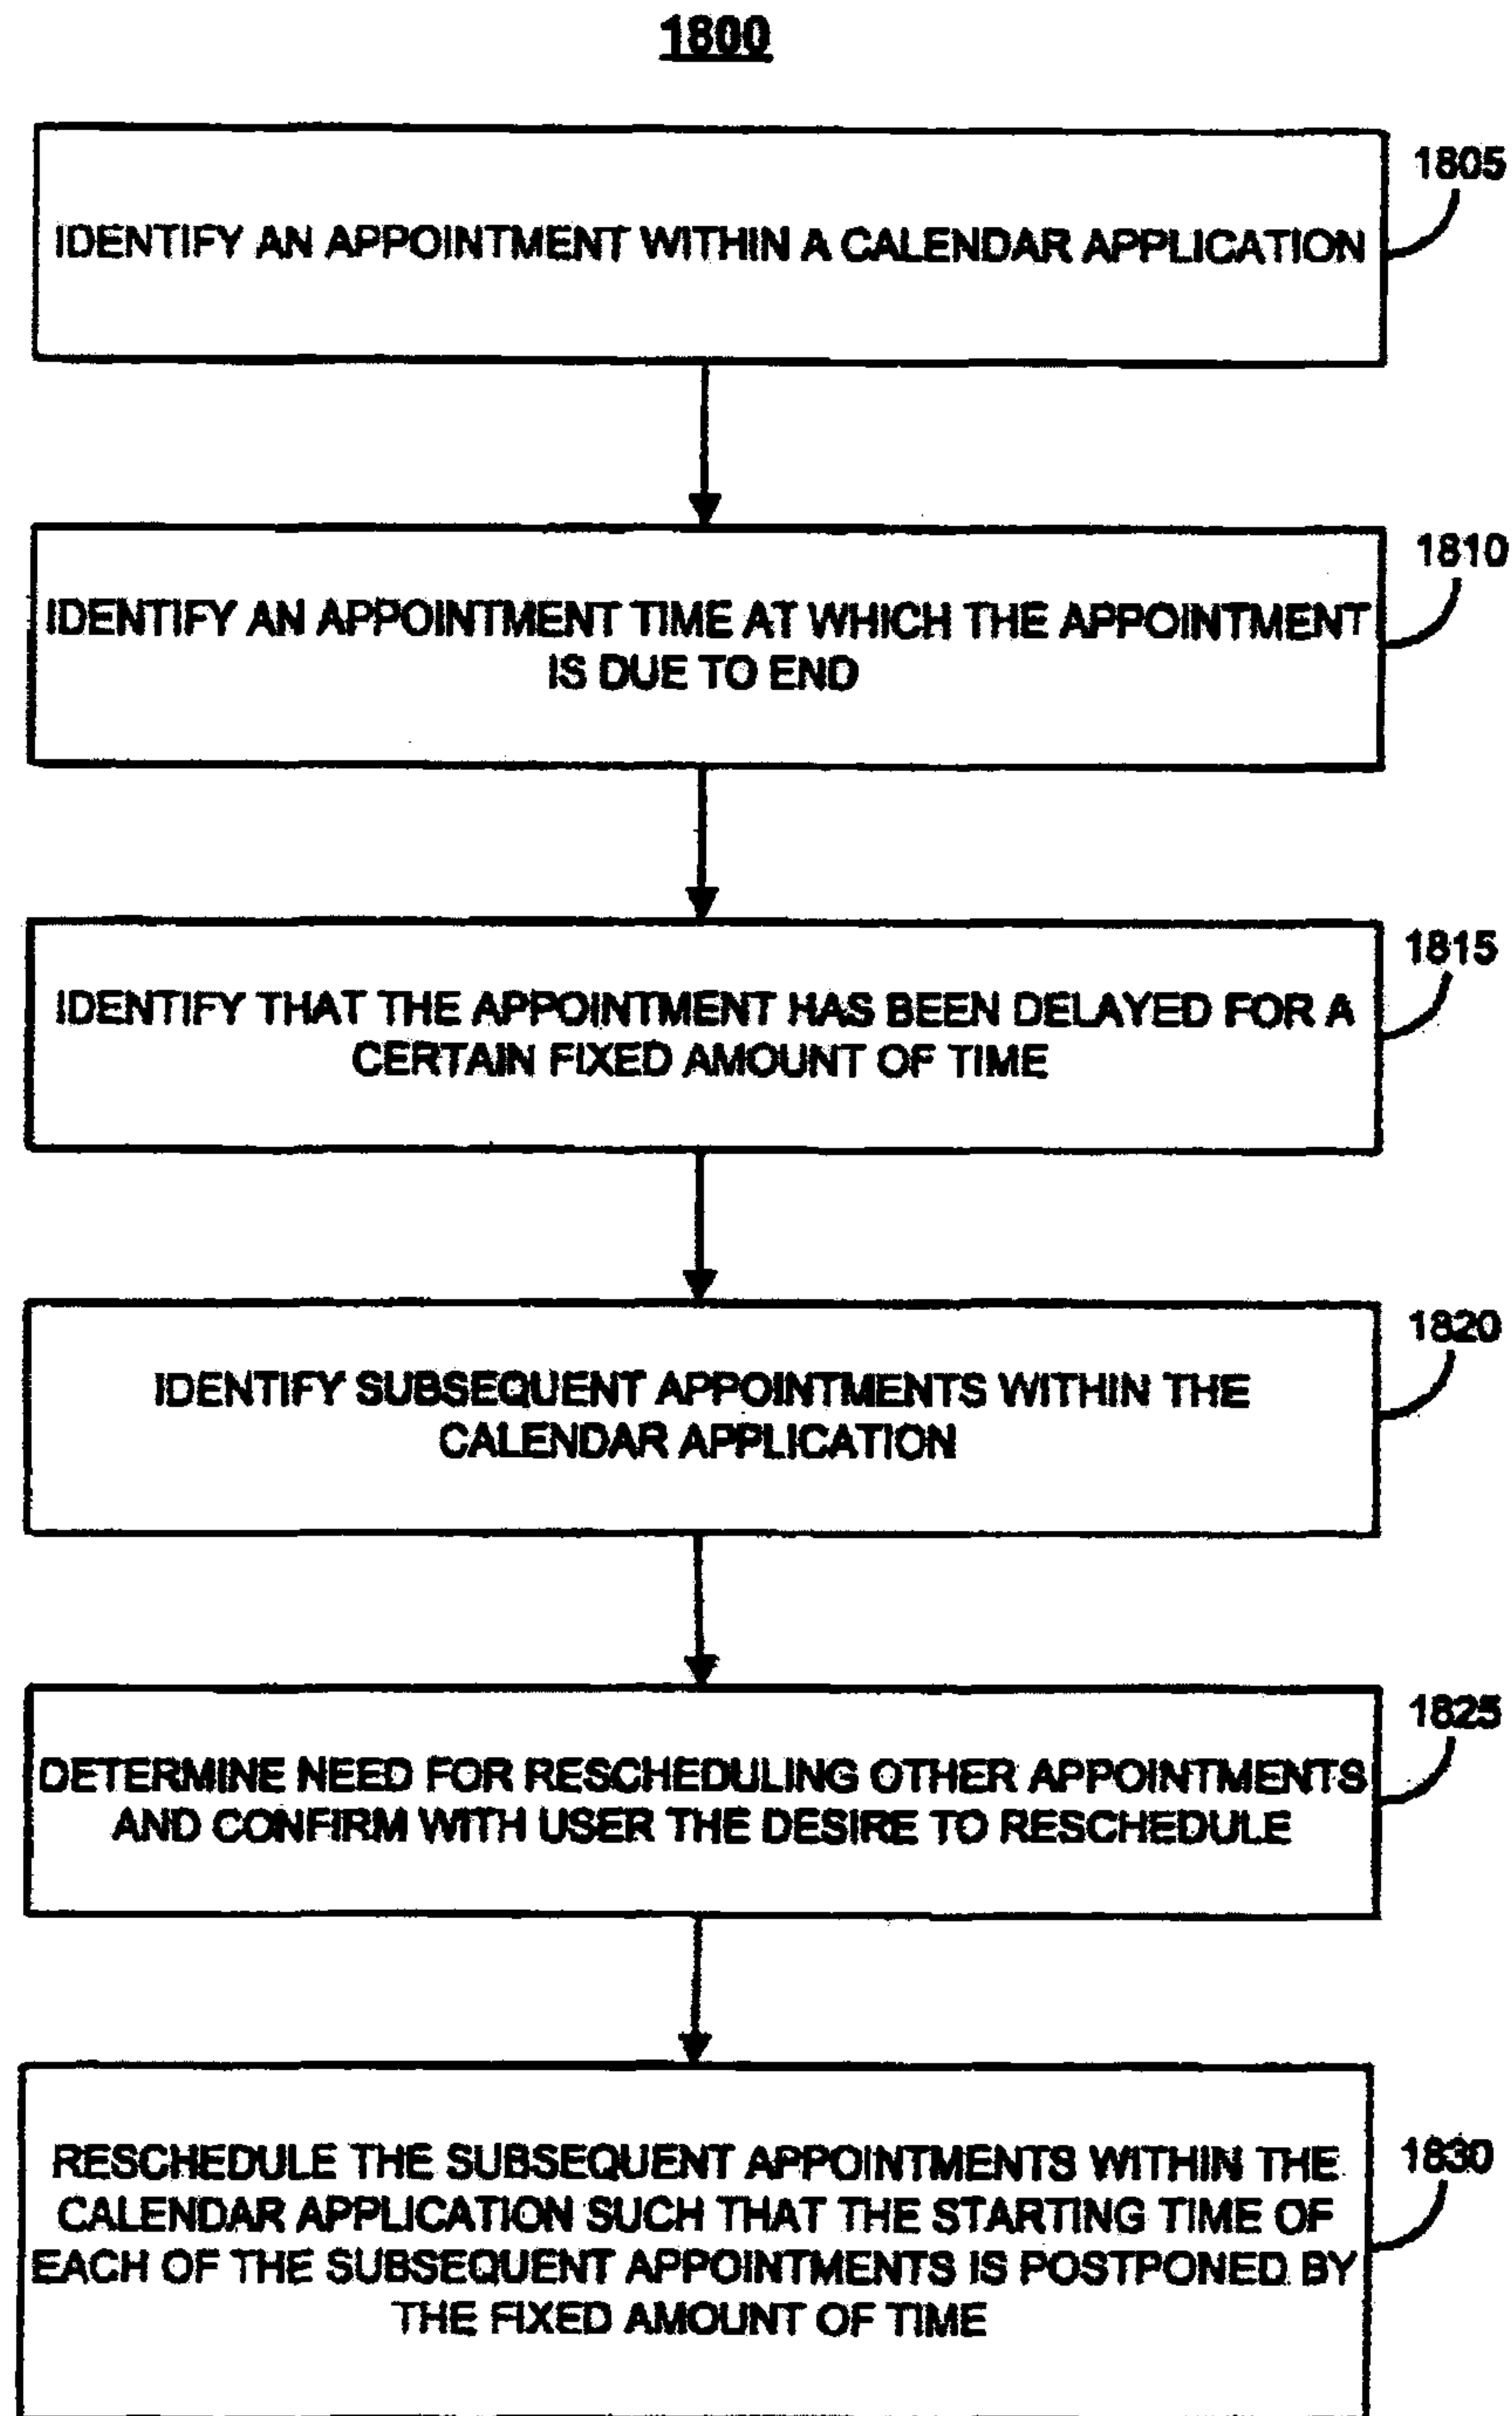 1800
1805
IDENTIFY AN APPOINTMENT WITHIN A CALENDAR APPLICATION
1810
IDENTIFY AN APPOINTMENT TIME AT WHICH THE APPOINTMENT
IS DUE TO END
1815
IDENTIFY THAT THE APPOINTMENT HAS BEEN DELAYED FOR A
CERTAIN FIXED AMOUNT OF TIME
1820
IDENTIFY SUBSEQUENT APPOINTMENTS WITHIN THE
CALENDAR APPLICATION
1825
DETERMINE NEED FOR RESCHEDULING OTHER APPOINTMENTS
AND CONFIRM WITH USER THE DESIRE TO RESCHEDULE
1830
RESCHEDULE THE SUBSEQUENT APPOINTMENTS WITHIN THE
CALENDAR APPLICATION SUCH THAT THE STARTING TIME OF
EACH OF THE SUBSEQUENT APPOINTMENTS IS POSTPONED BY
THE FIXED AMOUNT OF TIME